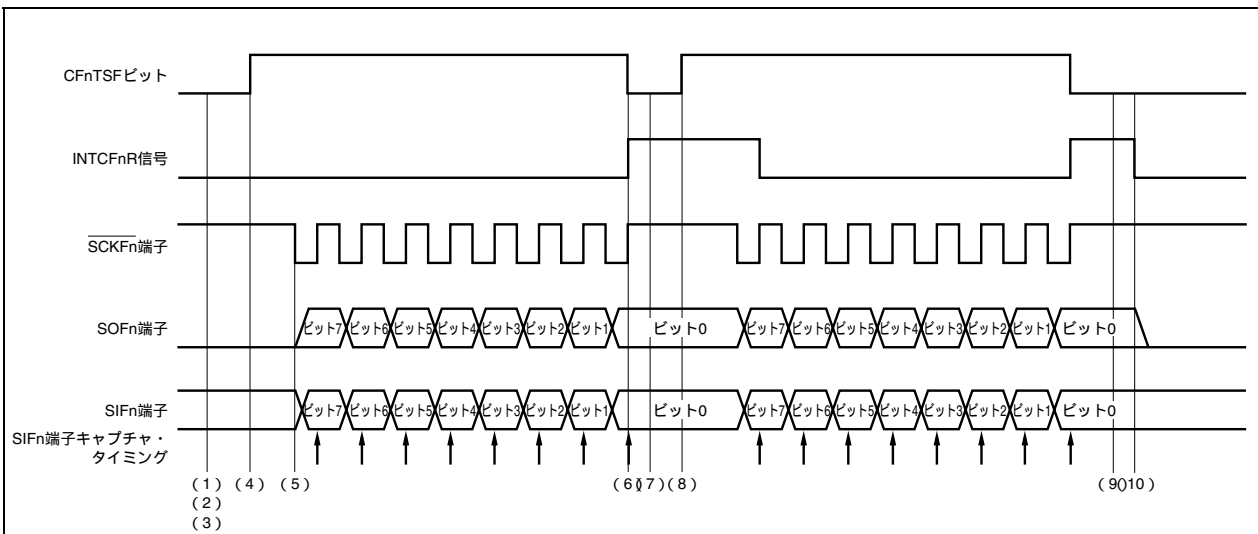 CFnTSFビット
INTCFnR信号
SCKFn端子
SOFn端子
ビット7 ビット6 ビット5 ビット4 ビット3 ビット2 ビット1 ビット0 ビット7 ビット6 ビット5 ビット4 ビット3 ビット2 ビット1 ビット0
SIFn端子
ビット7 ビット6 ビット5 ビット4 ビット3 ビット2 ビット1 ビット0 ビット7 ビット6 ビット5 ビット4 ビット3 ビット2 ビット1 ビット0
SIFn端子キャプチャ・
タイミング
(1) (4) (5) (6)(7)(8) (9)(10)
(2)
(3)